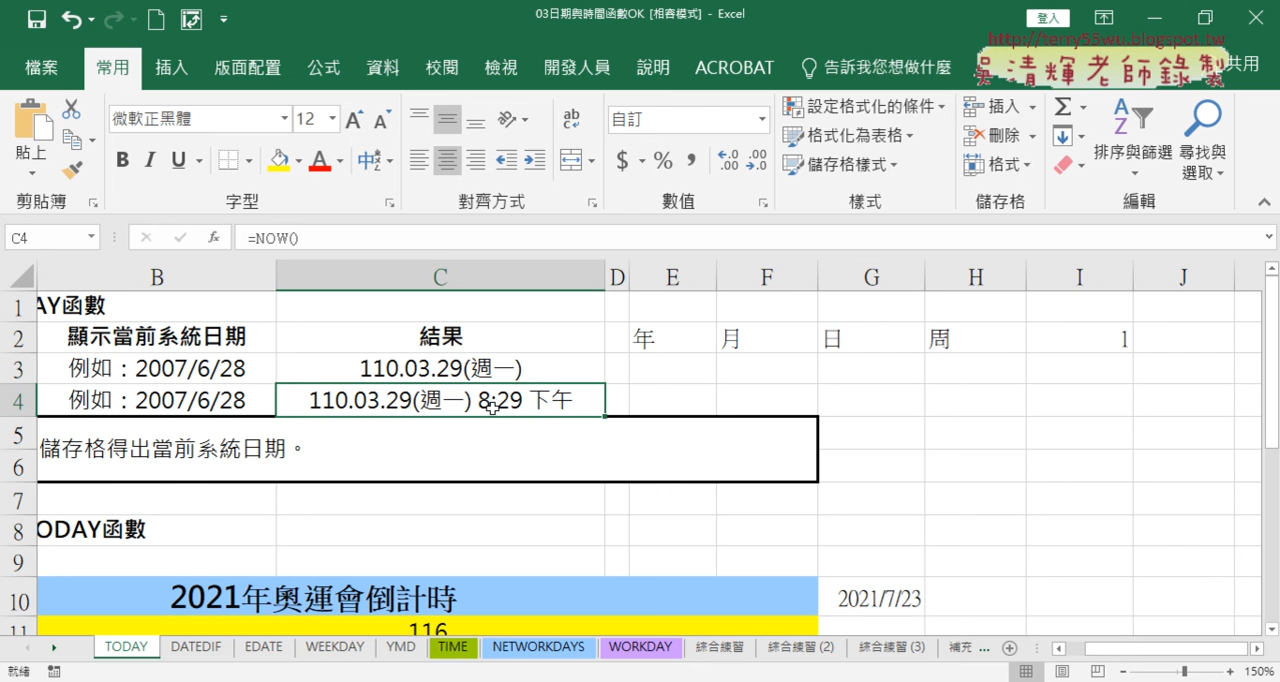 03日期與時間函數OK [相容模式] - Excel
登入
http://terry55wu.blogspot.tw
吳清輝老師錄製
檔案 常用 插入 版面配置 公式 資料 校閱 檢視 開發人員 說明 ACROBAT 告訴我您想做什麼 共用
貼上
微軟正黑體 12
自訂
設定格式化的條件
格式化為表格
儲存格樣式
插入
刪除
格式
排序與篩選 尋找與選取
剪貼簿 字型 對齊方式 數值 樣式 儲存格 編輯
C4 fx =NOW()
B C D E F G H I J
1 AY函數
2 顯示當前系統日期 結果 年 月 日 周 1
3 例如：2007/6/28 110.03.29(週一)
4 例如：2007/6/28 110.03.29(週一) 8:29 下午
5 儲存格得出當前系統日期。
6
7
8 ODAY函數
9
10 2021年奧運會倒計時 2021/7/23
11 116
TODAY DATEDIF EDATE WEEKDAY YMD TIME NETWORKDAYS WORKDAY 綜合練習 綜合練習 (2) 綜合練習 (3) 補充 ...
就緒 150%